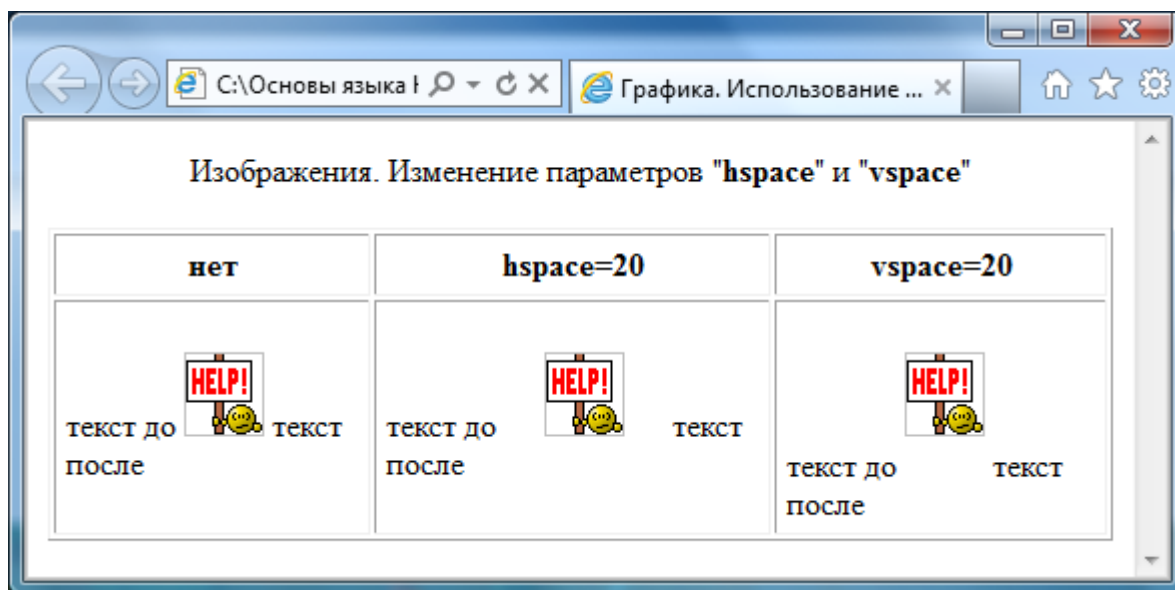 C:\Основы языка H
Графика. Использование ...
Изображения. Изменение параметров "hspace" и "vspace"
нет
hspace=20
vspace=20
HELP!
текст до текст
после
HELP!
текст до текст
после
HELP!
текст до текст
после